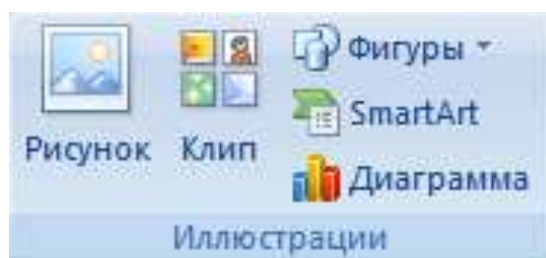 Рисунок
Клип
Фигуры
SmartArt
Диаграмма
Иллюстрации